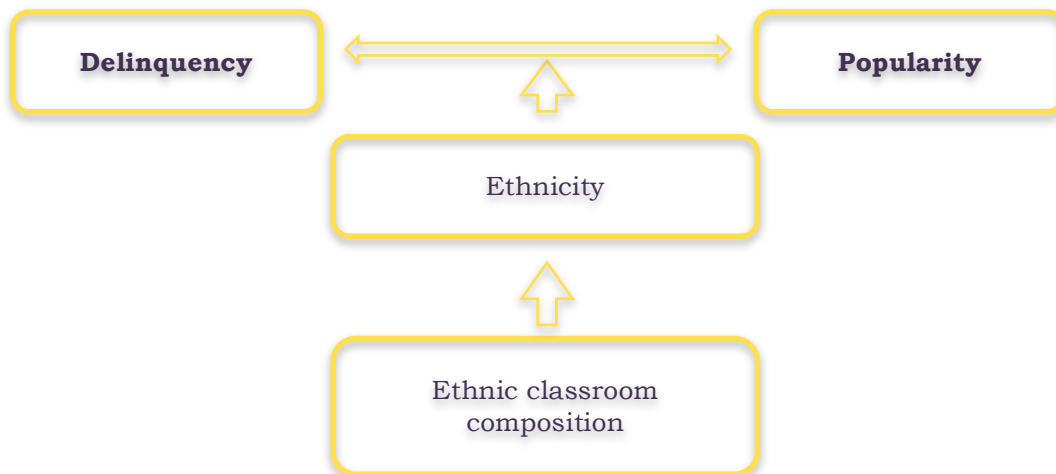 Delinquency
Popularity
Ethnicity
Ethnic classroom
composition